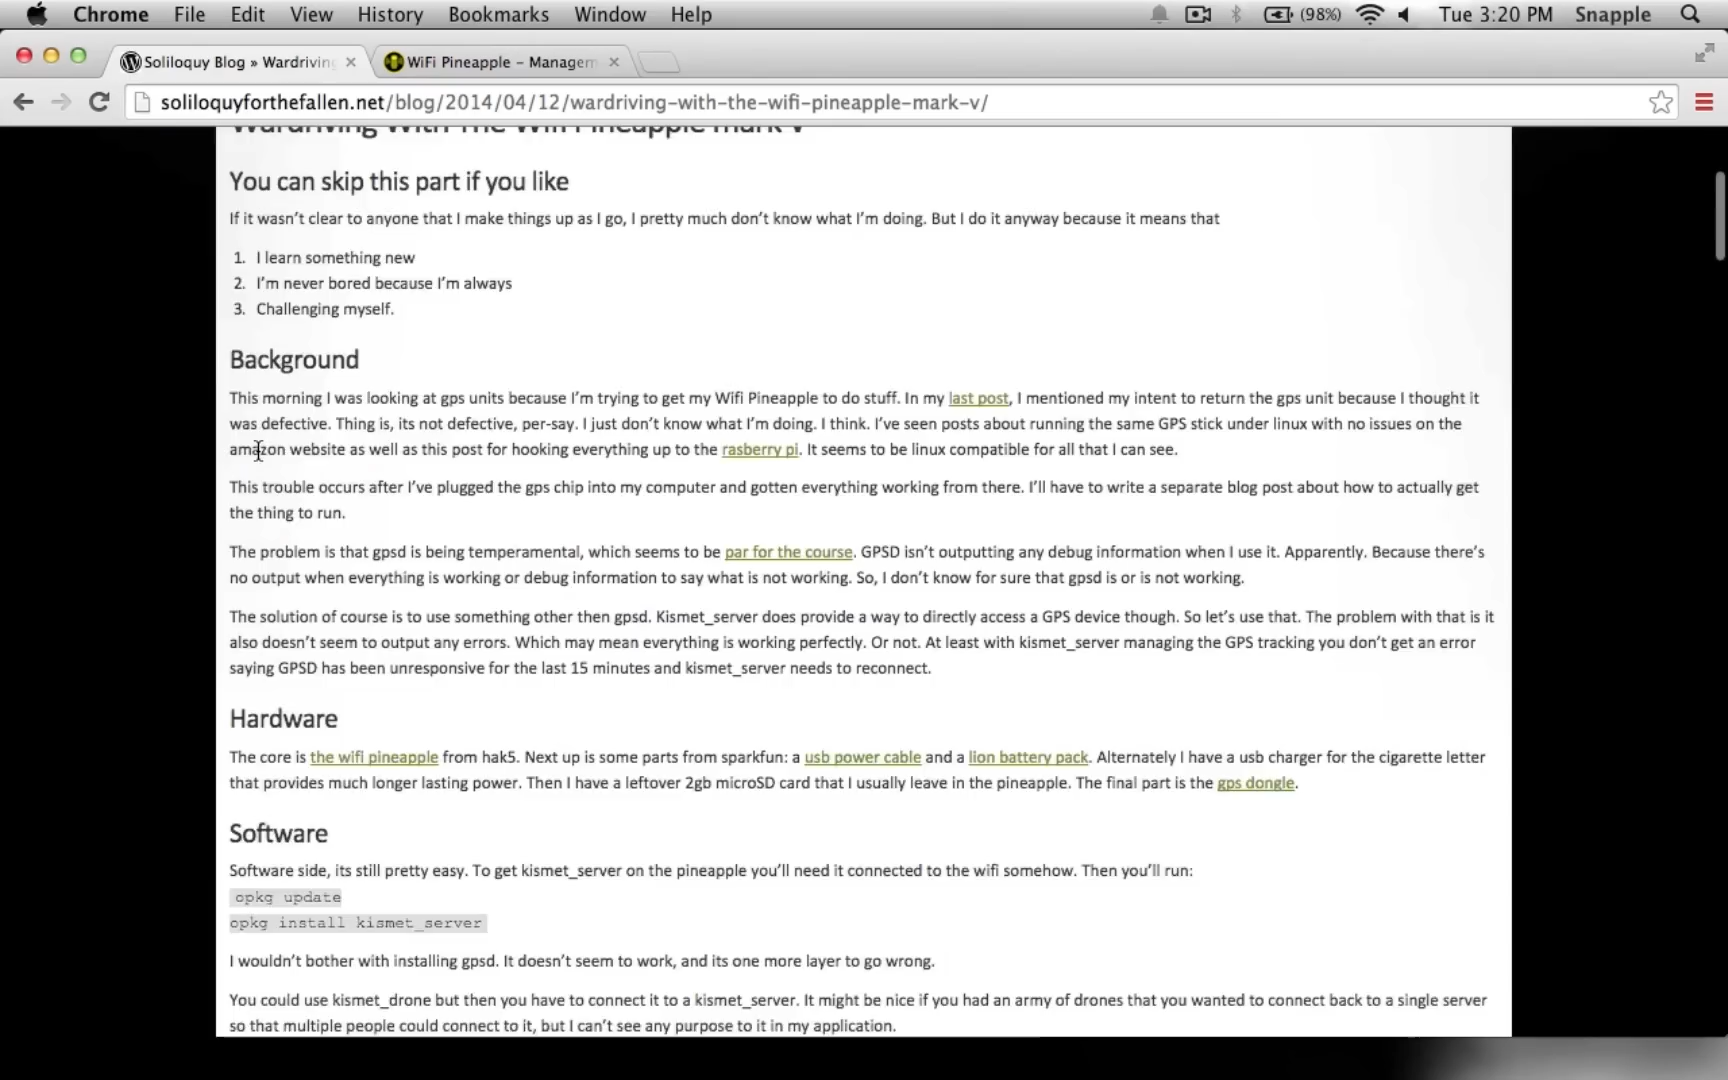 Chrome File Edit View History Bookmarks Window Help (98%) Tue 3:20 PM Snapple
Soliloquy Blog » Wardriving WiFi Pineapple – Managem
soliloquyforthefallen.net/blog/2014/04/12/wardriving-with-the-wifi-pineapple-mark-v/
Wardriving With The Wifi Pineapple mark V
You can skip this part if you like
If it wasn't clear to anyone that I make things up as I go, I pretty much don't know what I'm doing. But I do it anyway because it means that
1. I learn something new
2. I'm never bored because I'm always
3. Challenging myself.
Background
This morning I was looking at gps units because I'm trying to get my Wifi Pineapple to do stuff. In my last post, I mentioned my intent to return the gps unit because I thought it
was defective. Thing is, its not defective, per-say. I just don't know what I'm doing. I think. I've seen posts about running the same GPS stick under linux with no issues on the
amazon website as well as this post for hooking everything up to the rasberry pi. It seems to be linux compatible for all that I can see.
This trouble occurs after I've plugged the gps chip into my computer and gotten everything working from there. I'll have to write a separate blog post about how to actually get
the thing to run.
The problem is that gpsd is being temperamental, which seems to be par for the course. GPSD isn't outputting any debug information when I use it. Apparently. Because there's
no output when everything is working or debug information to say what is not working. So, I don't know for sure that gpsd is or is not working.
The solution of course is to use something other then gpsd. Kismet_server does provide a way to directly access a GPS device though. So let's use that. The problem with that is it
also doesn't seem to output any errors. Which may mean everything is working perfectly. Or not. At least with kismet_server managing the GPS tracking you don't get an error
saying GPSD has been unresponsive for the last 15 minutes and kismet_server needs to reconnect.
Hardware
The core is the wifi pineapple from hak5. Next up is some parts from sparkfun: a usb power cable and a lion battery pack. Alternately I have a usb charger for the cigarette letter
that provides much longer lasting power. Then I have a leftover 2gb microSD card that I usually leave in the pineapple. The final part is the gps dongle.
Software
Software side, its still pretty easy. To get kismet_server on the pineapple you'll need it connected to the wifi somehow. Then you'll run:
opkg update
opkg install kismet_server
I wouldn't bother with installing gpsd. It doesn't seem to work, and its one more layer to go wrong.
You could use kismet_drone but then you have to connect it to a kismet_server. It might be nice if you had an army of drones that you wanted to connect back to a single server
so that multiple people could connect to it, but I can't see any purpose to it in my application.